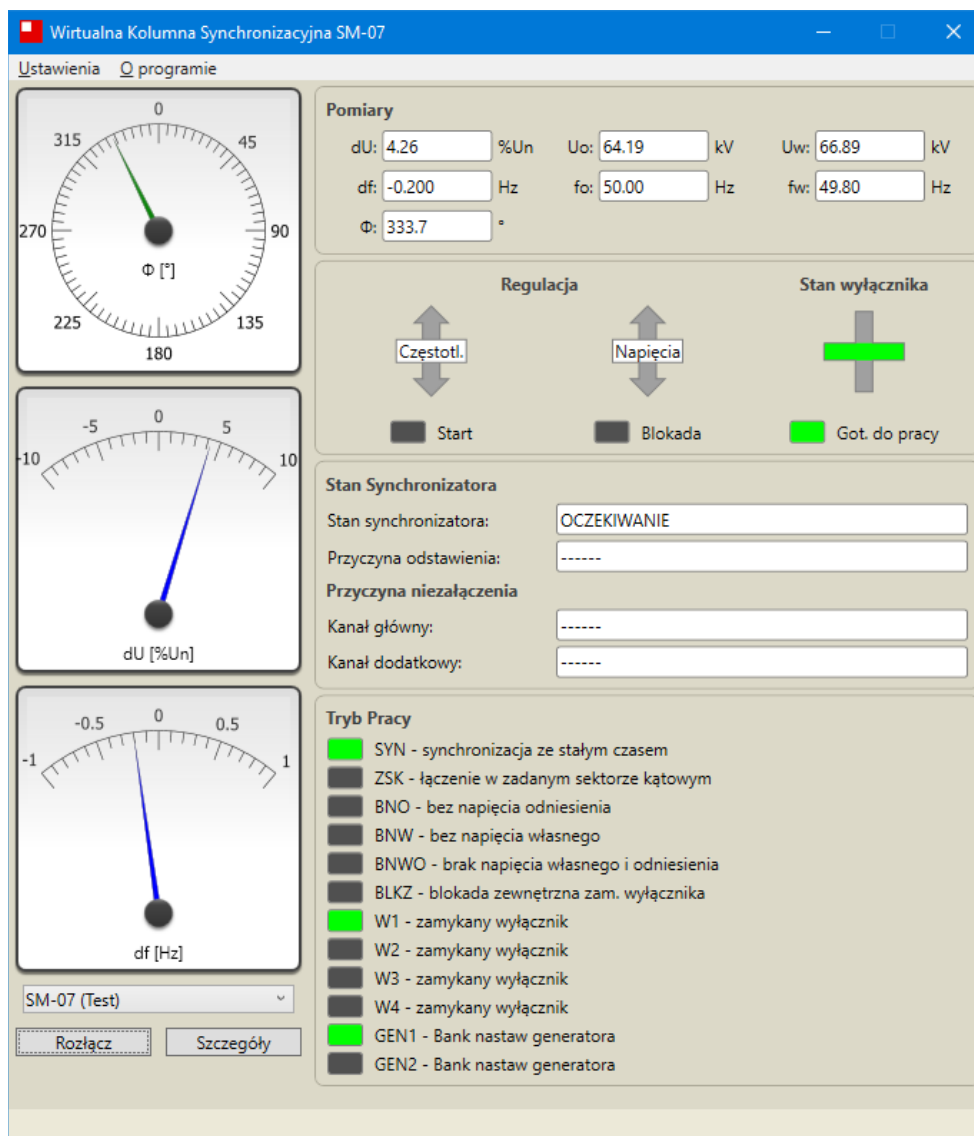 Wirtualna Kolumna Synchronizacyjna SM-07
Ustawienia O programie
0
315 45
270 90
Φ [°]
225 135
180
-5 0 5
-10 10
dU [%Un]
-0.5 0 0.5
-1 1
df [Hz]
SM-07 (Test)
Rozłącz Szczegóły
Pomiary
dU: 4.26 %Un Uo: 64.19 kV Uw: 66.89 kV
df: -0.200 Hz fo: 50.00 Hz fw: 49.80 Hz
Φ: 333.7 °
Regulacja Stan wyłącznika
Częstotl. Napięcia
Start Blokada Got. do pracy
Stan Synchronizatora
Stan synchronizatora: OCZEKIWANIE
Przyczyna odstawienia: ------
Przyczyna niezałączenia
Kanał główny: ------
Kanał dodatkowy: ------
Tryb Pracy
SYN - synchronizacja ze stałym czasem
ZSK - łączenie w zadanym sektorze kątowym
BNO - bez napięcia odniesienia
BNW - bez napięcia własnego
BNWO - brak napięcia własnego i odniesienia
BLKZ - blokada zewnętrzna zam. wyłącznika
W1 - zamykany wyłącznik
W2 - zamykany wyłącznik
W3 - zamykany wyłącznik
W4 - zamykany wyłącznik
GEN1 - Bank nastaw generatora
GEN2 - Bank nastaw generatora